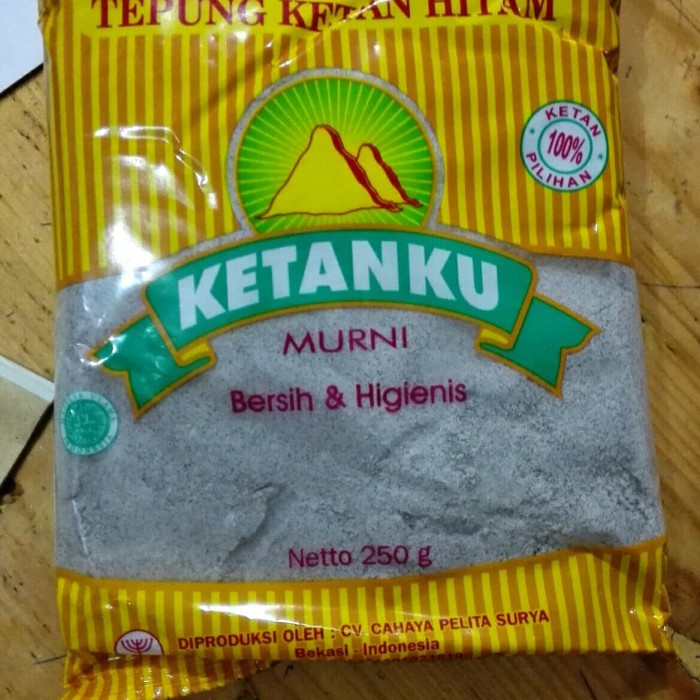 TEPUNG KETAN HITAM
KETAN
100%
PILIHAN
KETANKU
MURNI
Bersih & Higienis
Netto 250 g
DIPRODUKSI OLEH : CV. CAHAYA PELITA SURYA
Bekasi - Indonesia